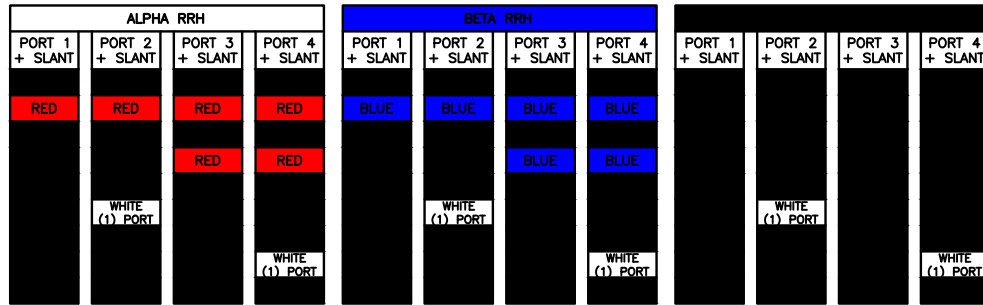 ALPHA RRH BETA RRH
PORT 1 PORT 2 PORT 3 PORT 4 PORT 1 PORT 2 PORT 3 PORT 4 PORT 1 PORT 2 PORT 3 PORT 4
+ SLANT + SLANT + SLANT + SLANT + SLANT + SLANT + SLANT + SLANT + SLANT + SLANT + SLANT + SLANT
RED RED RED RED BLUE BLUE BLUE BLUE
RED RED BLUE BLUE
WHITE WHITE WHITE
(1) PORT (1) PORT (1) PORT
WHITE WHITE WHITE
(1) PORT (1) PORT (1) PORT